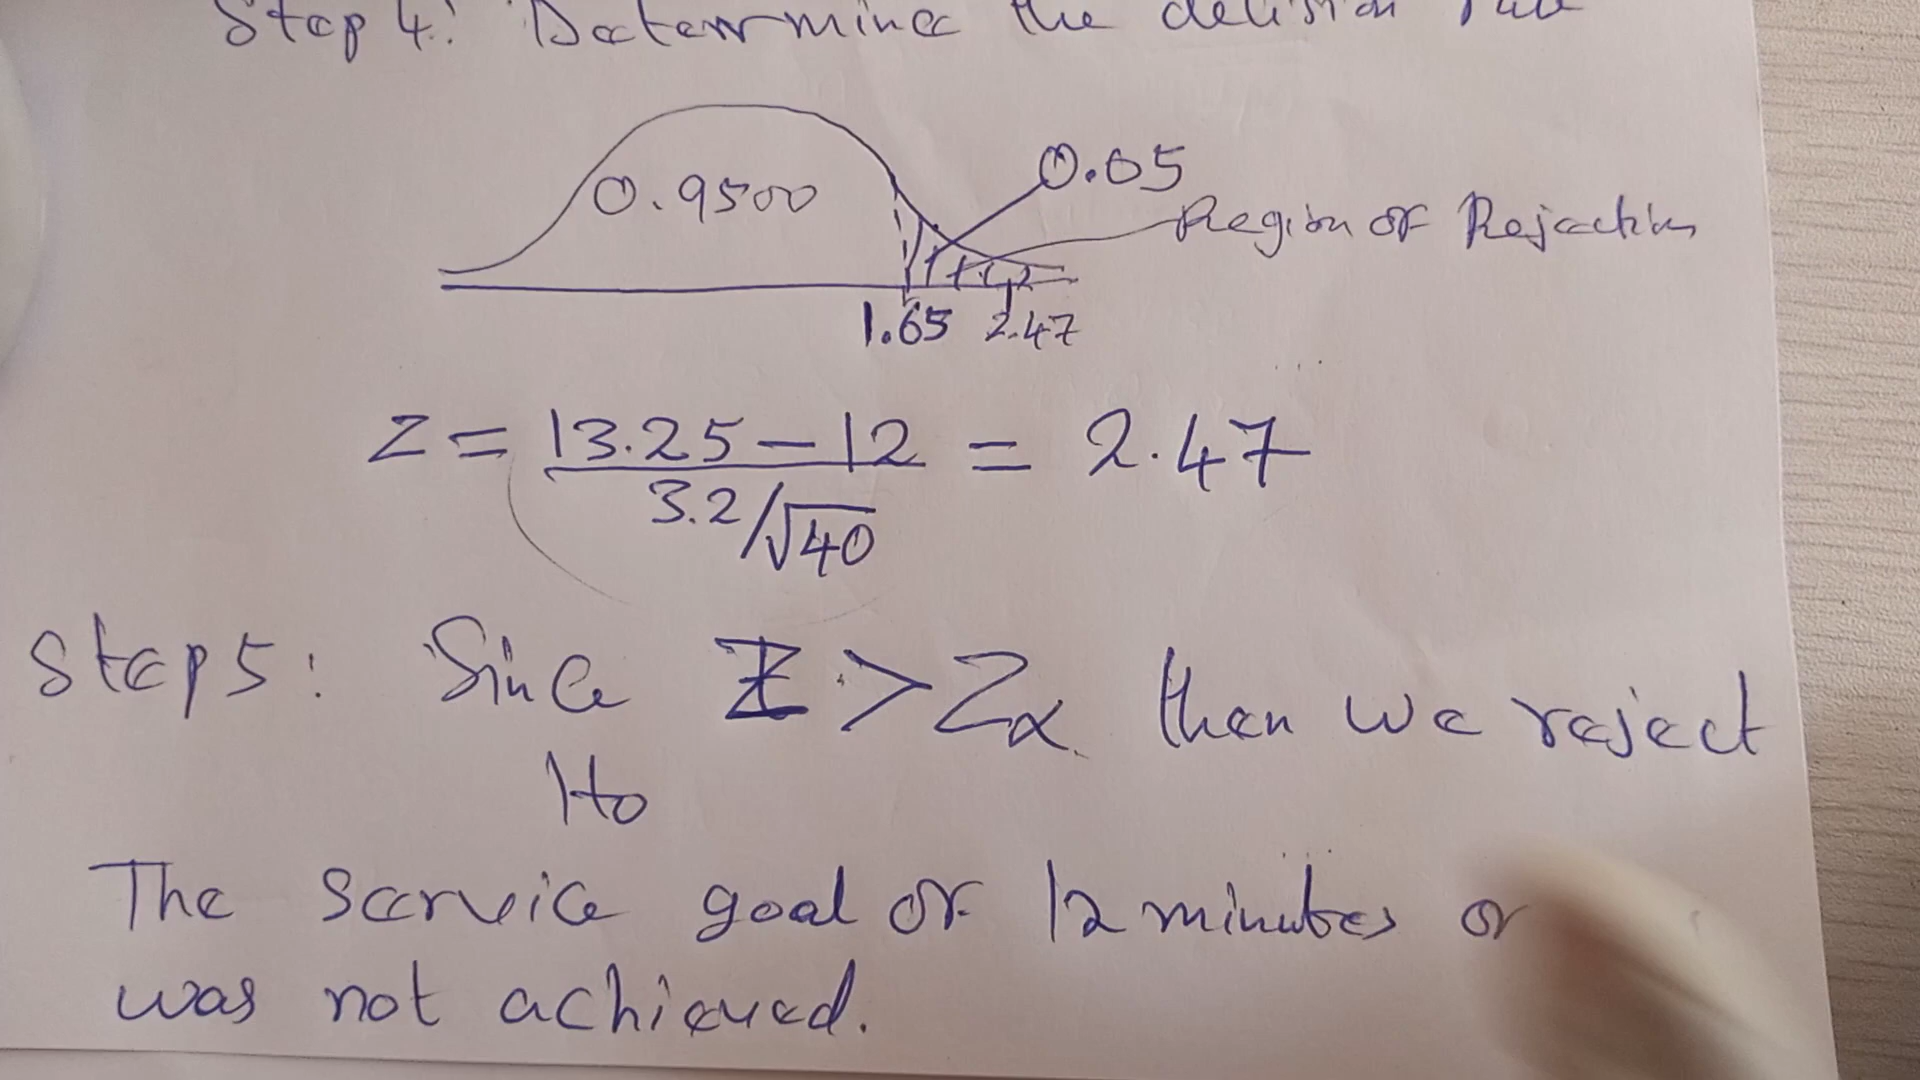 Step 4: Determine the decision rule
0.9500
0.05
Region of Rejection
1.65 2.47
Z = 13.25 - 12 = 2.47
3.2/√40
Step 5: Since Z > Zα then we reject
Ho
The service goal of 12 minutes or
was not achieved.